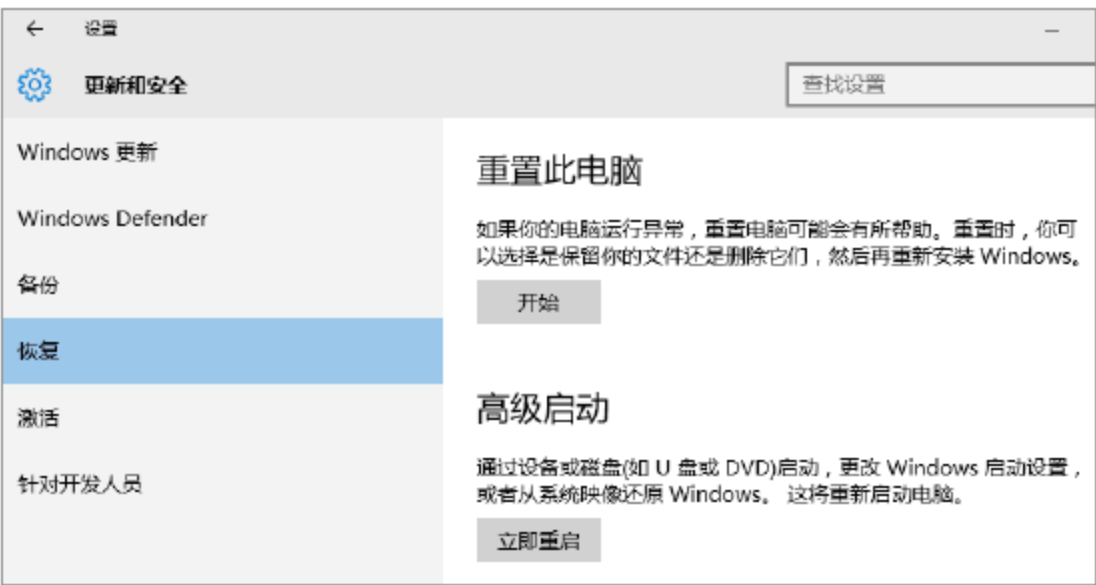 设置
更新和安全
查找设置
Windows 更新
Windows Defender
备份
恢复
激活
针对开发人员
重置此电脑
如果你的电脑运行异常，重置电脑可能会有所帮助。重置时，你可
以选择是保留你的文件还是删除它们，然后再重新安装 Windows。
开始
高级启动
通过设备或磁盘(如 U 盘或 DVD)启动，更改 Windows 启动设置，
或者从系统映像还原 Windows。 这将重新启动电脑。
立即重启